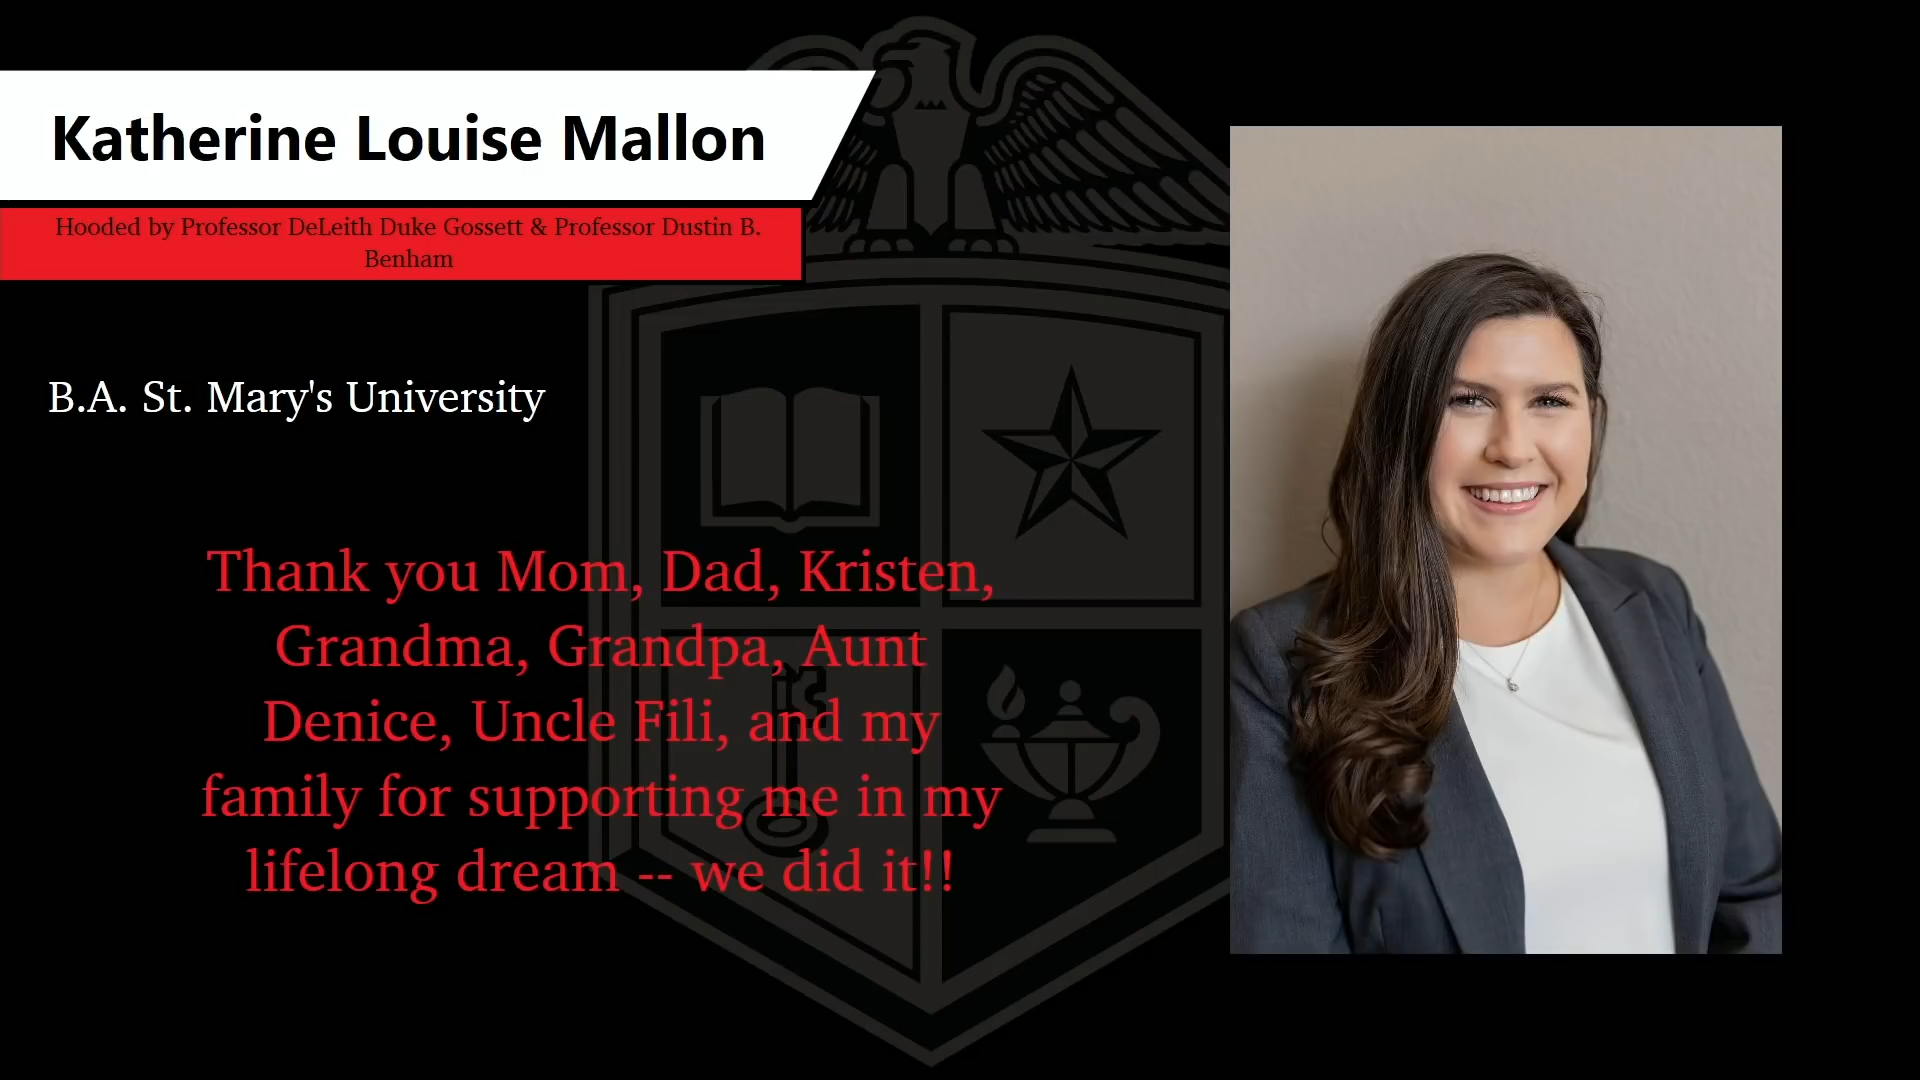 Katherine Louise Mallon
Hooded by Professor DeLeith Duke Gossett & Professor Dustin B.
Benham
B.A. St. Mary's University
Thank you Mom, Dad, Kristen,
Grandma, Grandpa, Aunt
Denice, Uncle Fili, and my
family for supporting me in my
lifelong dream -- we did it!!